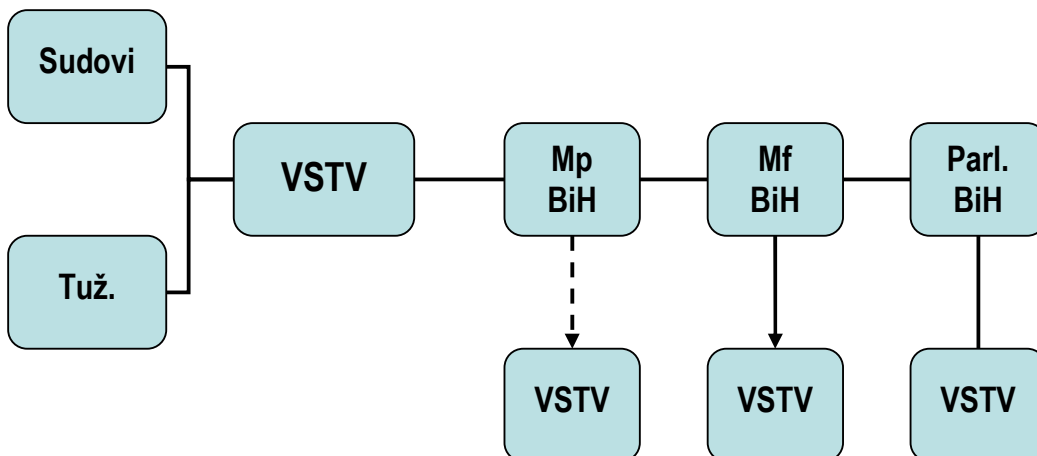 Sudovi
VSTV
Mp
BiH
Mf
BiH
Parl.
BiH
Tuž.
VSTV
VSTV
VSTV